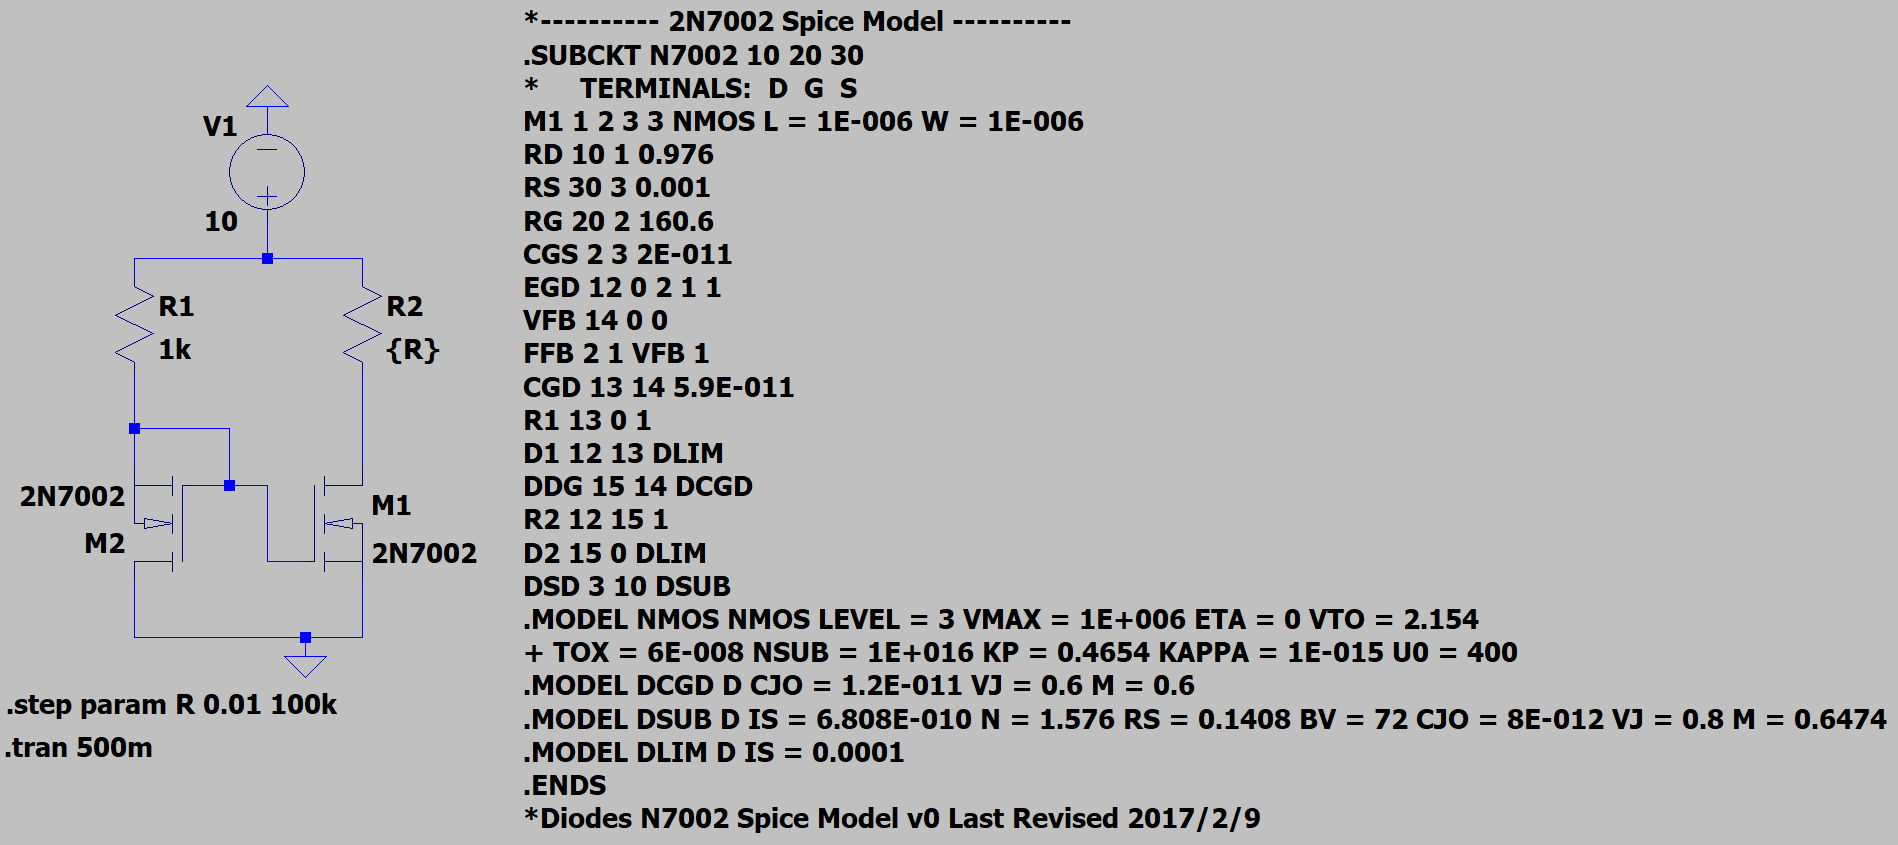 V1
10
R1
1k
R2
{R}
2N7002
M2
M1
2N7002
.step param R 0.01 100k
.tran 500m
*---------- 2N7002 Spice Model ----------
.SUBCKT N7002 10 20 30
* TERMINALS: D G S
M1 1 2 3 3 NMOS L = 1E-006 W = 1E-006
RD 10 1 0.976
RS 30 3 0.001
RG 20 2 160.6
CGS 2 3 2E-011
EGD 12 0 2 1 1
VFB 14 0 0
FFB 2 1 VFB 1
CGD 13 14 5.9E-011
R1 13 0 1
D1 12 13 DLIM
DDG 15 14 DCGD
R2 12 15 1
D2 15 0 DLIM
DSD 3 10 DSUB
.MODEL NMOS NMOS LEVEL = 3 VMAX = 1E+006 ETA = 0 VTO = 2.154
+ TOX = 6E-008 NSUB = 1E+016 KP = 0.4654 KAPPA = 1E-015 U0 = 400
.MODEL DCGD D CJO = 1.2E-011 VJ = 0.6 M = 0.6
.MODEL DSUB D IS = 6.808E-010 N = 1.576 RS = 0.1408 BV = 72 CJO = 8E-012 VJ = 0.8 M = 0.6474
.MODEL DLIM D IS = 0.0001
.ENDS
*Diodes N7002 Spice Model v0 Last Revised 2017/2/9